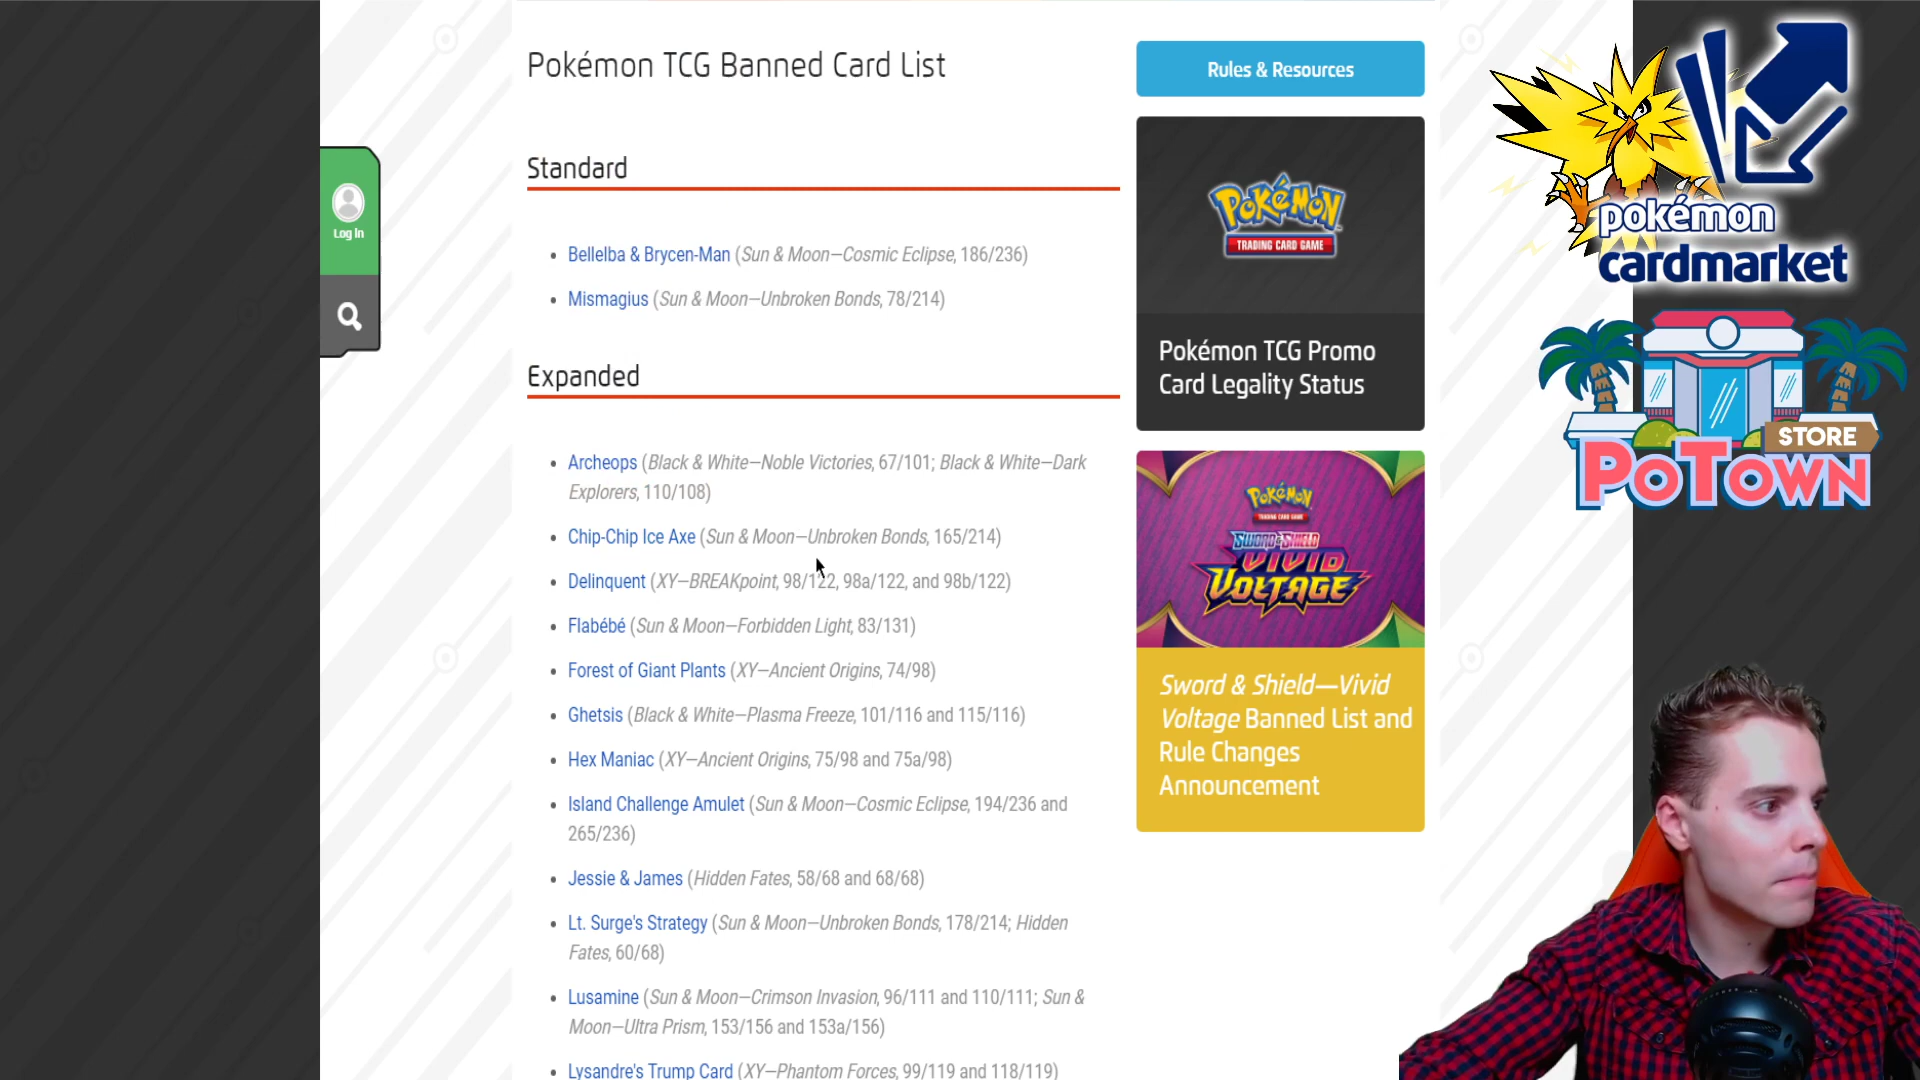 Pokémon TCG Banned Card List
Standard
Bellelba & Brycen-Man (Sun & Moon—Cosmic Eclipse, 186/236)
Mismagius (Sun & Moon—Unbroken Bonds, 78/214)
Expanded
Archeops (Black & White—Noble Victories, 67/101; Black & White—Dark
Explorers, 110/108)
Chip-Chip Ice Axe (Sun & Moon—Unbroken Bonds, 165/214)
Delinquent (XY—BREAKpoint, 98/122, 98a/122, and 98b/122)
Flabébé (Sun & Moon—Forbidden Light, 83/131)
Forest of Giant Plants (XY—Ancient Origins, 74/98)
Ghetsis (Black & White—Plasma Freeze, 101/116 and 115/116)
Hex Maniac (XY—Ancient Origins, 75/98 and 75a/98)
Island Challenge Amulet (Sun & Moon—Cosmic Eclipse, 194/236 and
265/236)
Jessie & James (Hidden Fates, 58/68 and 68/68)
Lt. Surge's Strategy (Sun & Moon—Unbroken Bonds, 178/214; Hidden
Fates, 60/68)
Lusamine (Sun & Moon—Crimson Invasion, 96/111 and 110/111; Sun &
Moon—Ultra Prism, 153/156 and 153a/156)
Lysandre's Trump Card (XY—Phantom Forces, 99/119 and 118/119)
Log In
Rules & Resources
POKéMON
TRADING CARD GAME
Pokémon TCG Promo
Card Legality Status
POKéMON
TRADING CARD GAME
SWORD & SHIELD
VIVID
VOLTAGE
Sword & Shield—Vivid
Voltage Banned List and
Rule Changes
Announcement
pokémon
cardmarket
STORE
POTOWN